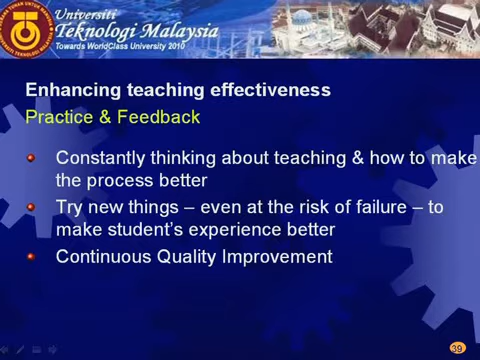 Universiti
Teknologi Malaysia
Towards WorldClass University 2010
Enhancing teaching effectiveness
Practice & Feedback
Constantly thinking about teaching & how to make
the process better
Try new things – even at the risk of failure – to
make student's experience better
Continuous Quality Improvement
39